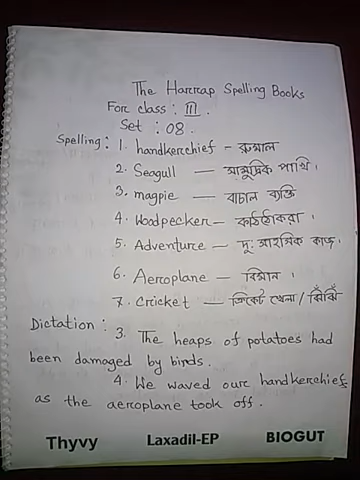 The Harrap Spelling Books
For class : III.
Set : 08.
Spelling : 1. handkerchief – রুমাল
2. Seagull — সামুদ্রিক পাখি।
3. magpie — বাচাল ব্যক্তি
4. Woodpecker — কাঠঠোকরা।
5. Adventure — দু: সাহসিক কাজ।
6. Aeroplane — বিমান।
7. Cricket — ক্রিকেট খেলা / ঝিঁঝিঁ
Dictation : 3. The heaps of potatoes had
been damaged by birds.
4. We waved our handkerchiefs
as the aeroplane took off.
Thyvy Laxadil-EP BIOGUT